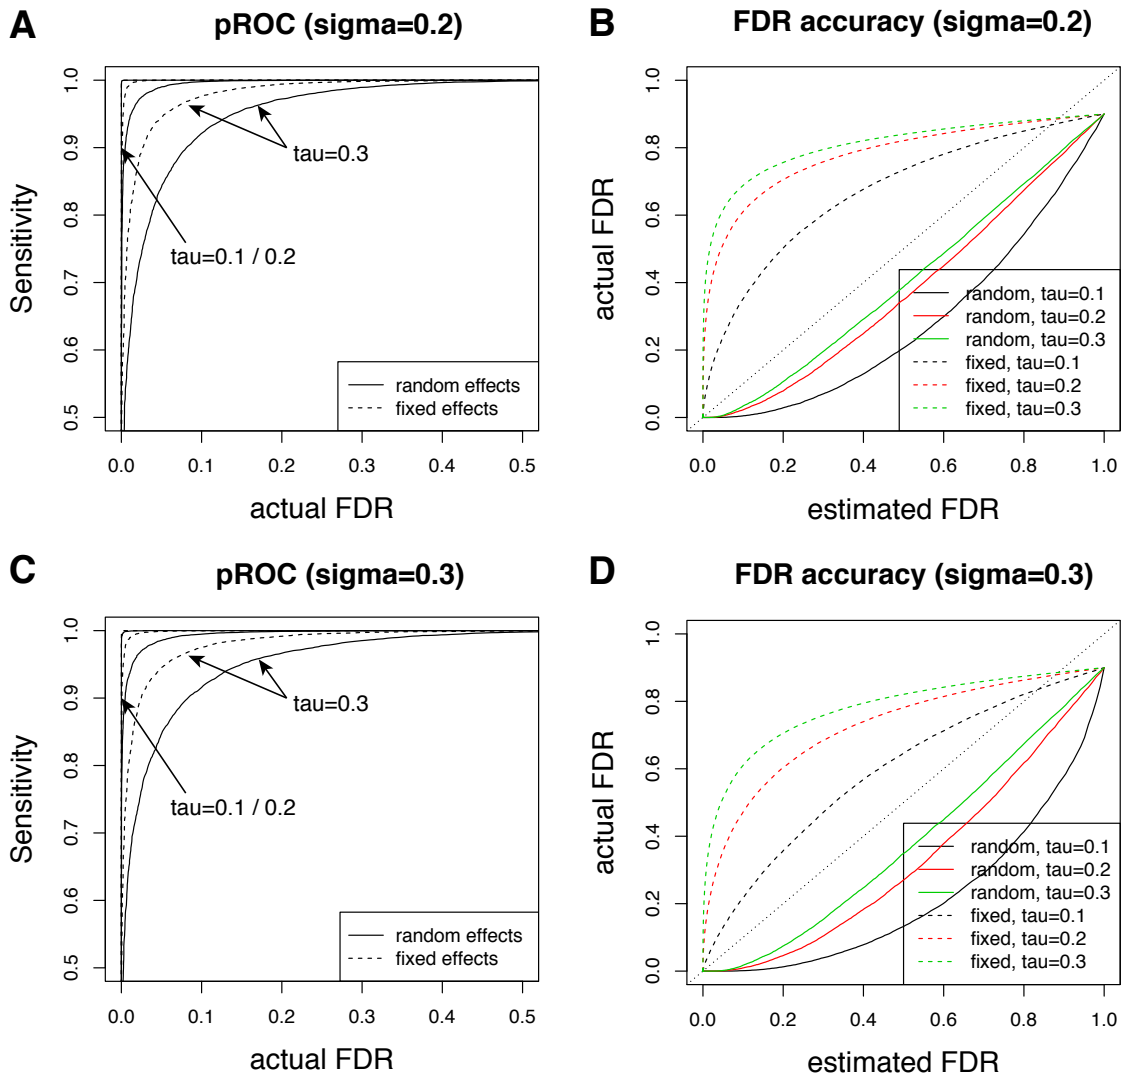 A
pROC (sigma=0.2)
Sensitivity
1.0
0.9
0.8
0.7
0.6
0.5
tau=0.3
tau=0.1 / 0.2
random effects
fixed effects
0.0 0.1 0.2 0.3 0.4 0.5
actual FDR
B
FDR accuracy (sigma=0.2)
actual FDR
1.0
0.8
0.6
0.4
0.2
0.0
random, tau=0.1
random, tau=0.2
random, tau=0.3
fixed, tau=0.1
fixed, tau=0.2
fixed, tau=0.3
0.0 0.2 0.4 0.6 0.8 1.0
estimated FDR
C
pROC (sigma=0.3)
Sensitivity
1.0
0.9
0.8
0.7
0.6
0.5
tau=0.3
tau=0.1 / 0.2
random effects
fixed effects
0.0 0.1 0.2 0.3 0.4 0.5
actual FDR
D
FDR accuracy (sigma=0.3)
actual FDR
1.0
0.8
0.6
0.4
0.2
0.0
random, tau=0.1
random, tau=0.2
random, tau=0.3
fixed, tau=0.1
fixed, tau=0.2
fixed, tau=0.3
0.0 0.2 0.4 0.6 0.8 1.0
estimated FDR